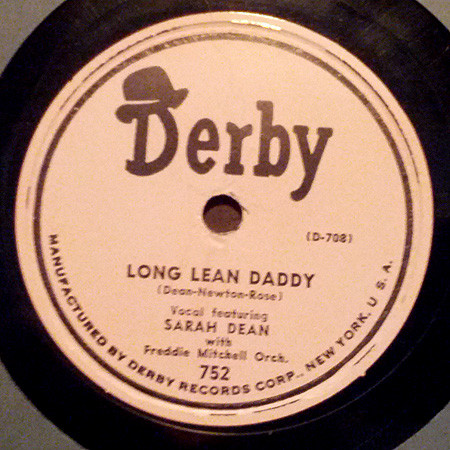 Derby
(D-708)
LONG LEAN DADDY
(Dean-Newton-Rose)
Vocal featuring
SARAH DEAN
with
Freddie Mitchell Orch.
752
MANUFACTURED BY DERBY RECORDS CORP., NEW YORK, U. S. A.